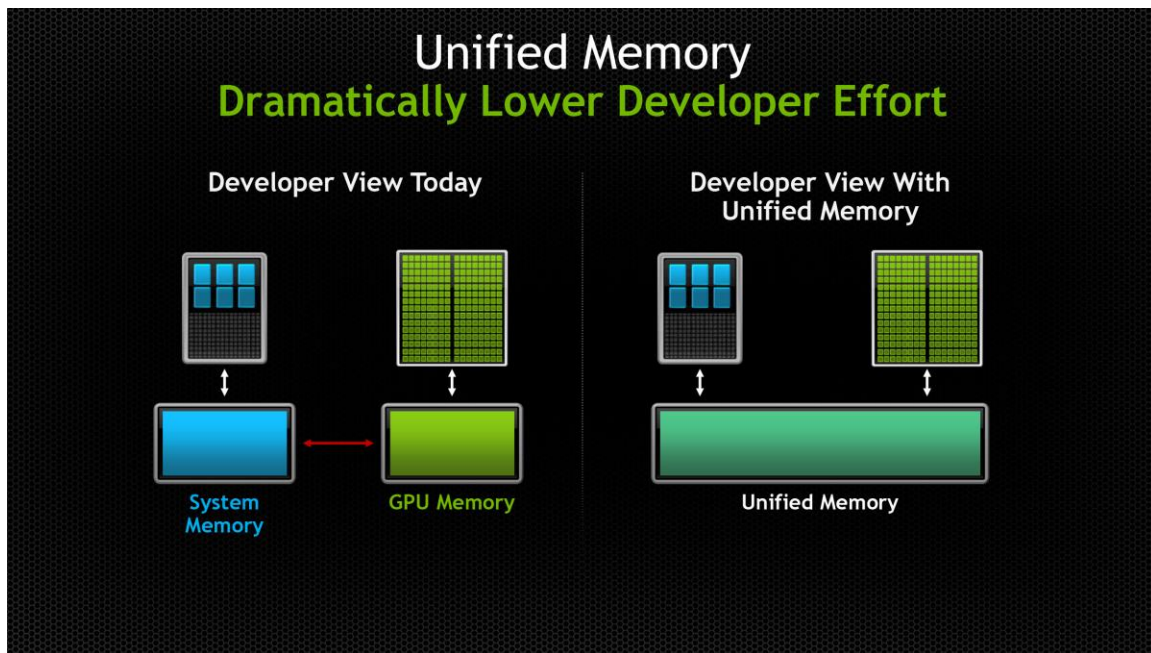 Unified Memory
Dramatically Lower Developer Effort
Developer View Today
System
Memory
GPU Memory
Developer View With
Unified Memory
Unified Memory